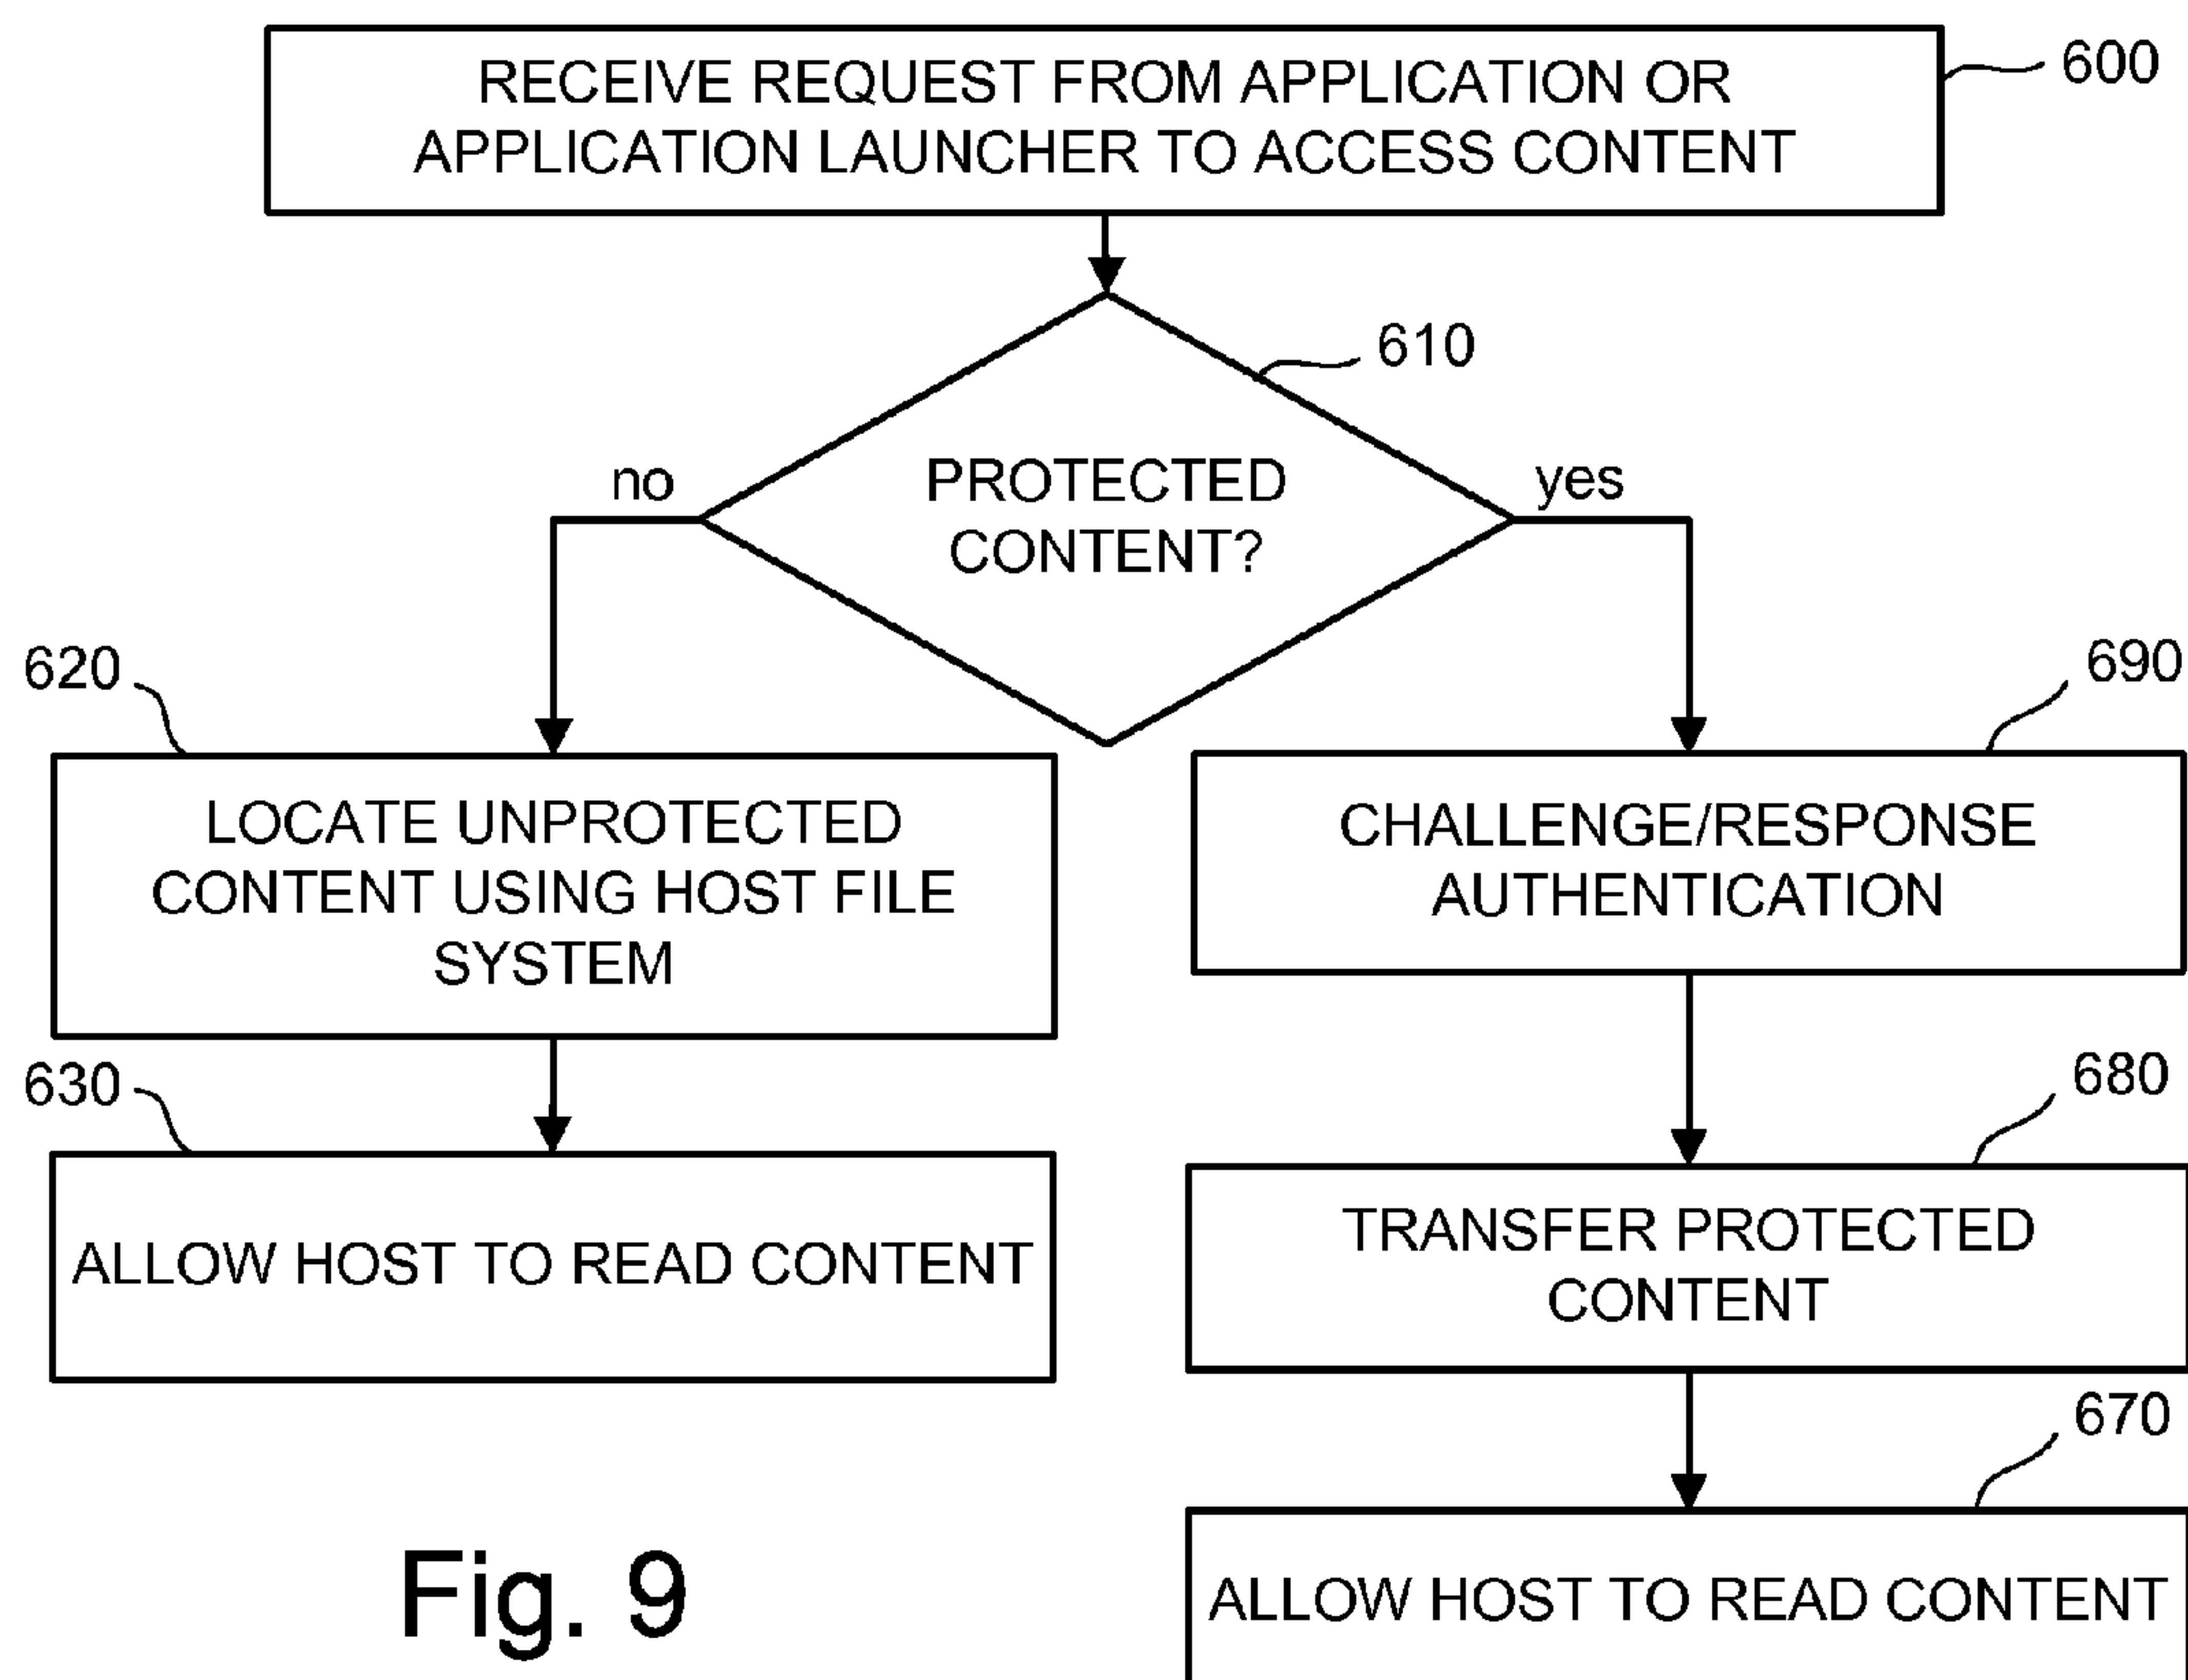 RECEIVE REQUEST FROM APPLICATION OR
APPLICATION LAUNCHER TO ACCESS CONTENT
600
610
PROTECTED
CONTENT?
no
yes
620
LOCATE UNPROTECTED
CONTENT USING HOST FILE
SYSTEM
690
CHALLENGE/RESPONSE
AUTHENTICATION
630
ALLOW HOST TO READ CONTENT
680
TRANSFER PROTECTED
CONTENT
670
ALLOW HOST TO READ CONTENT
Fig. 9